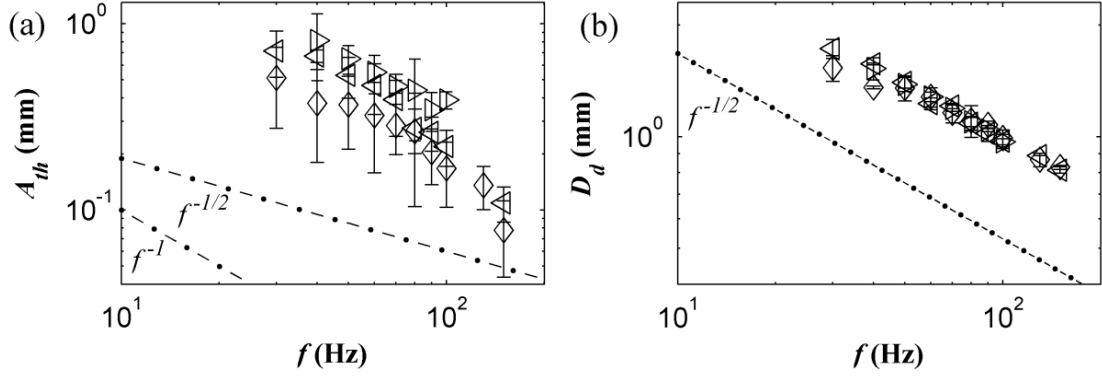 (a)
10^0
10^-1
A_th (mm)
f^-1/2
f^-1
10^1
10^2
f (Hz)
(b)
10^0
D_d (mm)
f^-1/2
10^1
10^2
f (Hz)